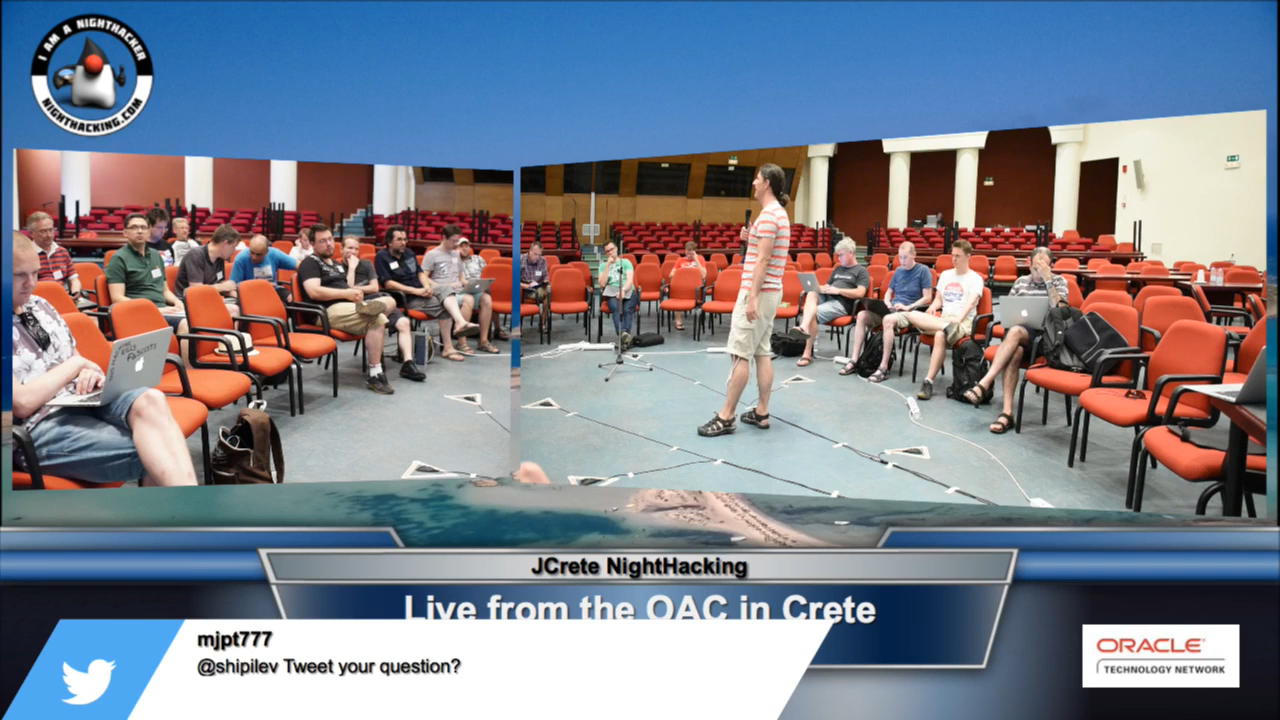 I AM A NIGHTHACKER
NIGHTHACKING.COM
JCrete NightHacking
Live from the OAC in Crete
mjpt777
@shipilev Tweet your question?
ORACLE
TECHNOLOGY NETWORK